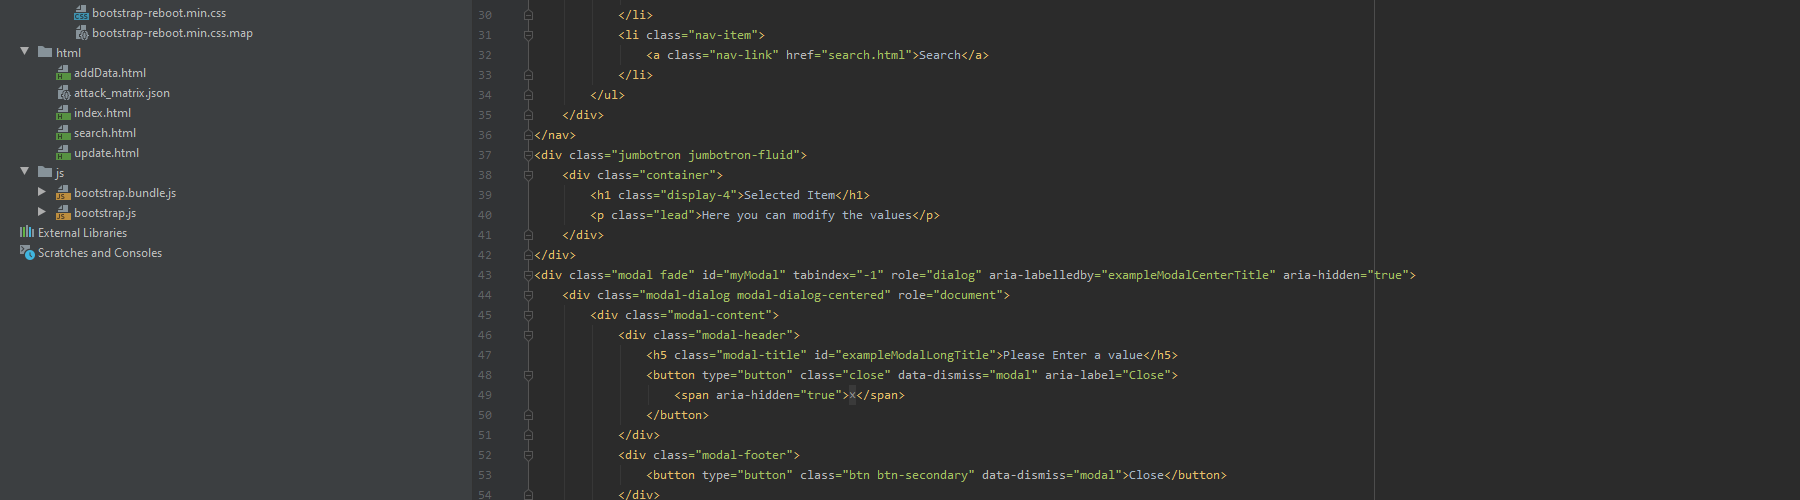 bootstrap-reboot.min.css
bootstrap-reboot.min.css.map
html
addData.html
attack_matrix.json
index.html
search.html
update.html
js
bootstrap.bundle.js
bootstrap.js
External Libraries
Scratches and Consoles
30 </li>
31 <li class="nav-item">
32 <a class="nav-link" href="search.html">Search</a>
33 </li>
34 </ul>
35 </div>
36 </nav>
37 <div class="jumbotron jumbotron-fluid">
38 <div class="container">
39 <h1 class="display-4">Selected Item</h1>
40 <p class="lead">Here you can modify the values</p>
41 </div>
42 </div>
43 <div class="modal fade" id="myModal" tabindex="-1" role="dialog" aria-labelledby="exampleModalCenterTitle" aria-hidden="true">
44 <div class="modal-dialog modal-dialog-centered" role="document">
45 <div class="modal-content">
46 <div class="modal-header">
47 <h5 class="modal-title" id="exampleModalLongTitle">Please Enter a value</h5>
48 <button type="button" class="close" data-dismiss="modal" aria-label="Close">
49 <span aria-hidden="true">×</span>
50 </button>
51 </div>
52 <div class="modal-footer">
53 <button type="button" class="btn btn-secondary" data-dismiss="modal">Close</button>
54 </div>